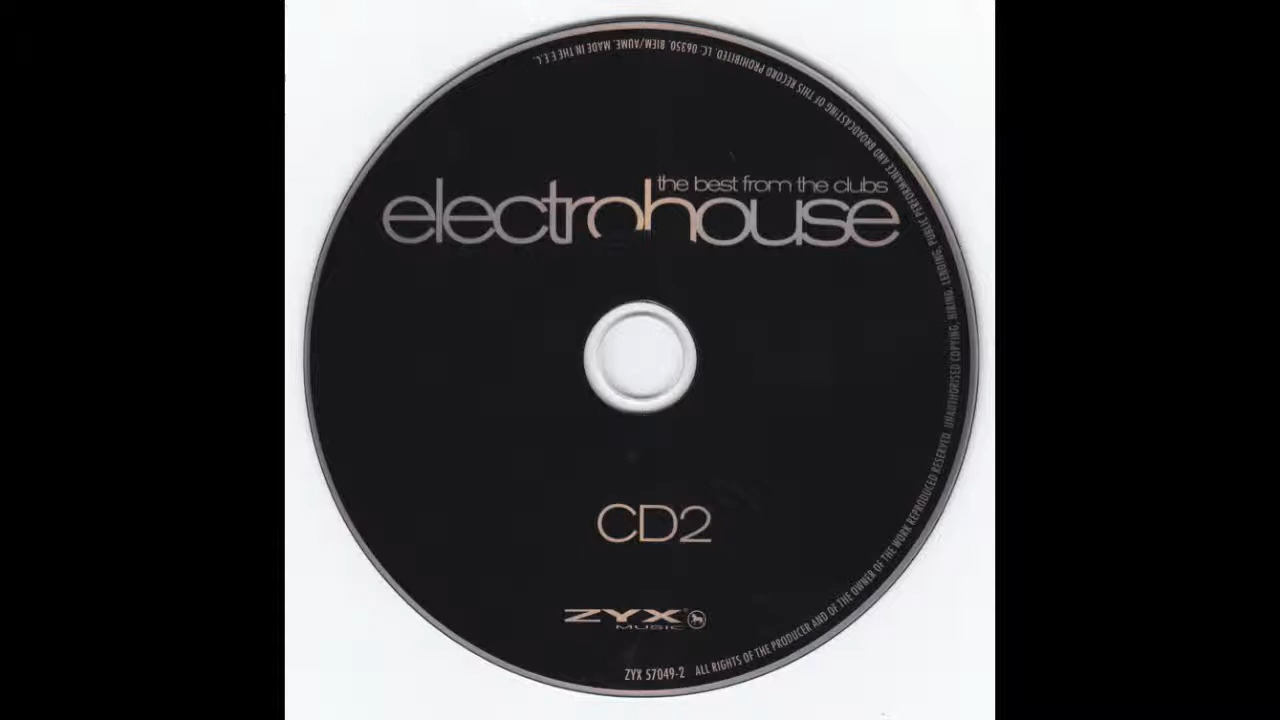 the best from the clubs
electrohouse
CD2
ZYX®
MUSIC
ZYX 57049-2
ALL RIGHTS OF THE PRODUCER AND OF THE OWNER OF THE WORK REPRODUCED RESERVED. UNAUTHORISED COPYING, HIRING, LENDING, PUBLIC PERFORMANCE AND BROADCASTING OF THIS RECORD PROHIBITED. LC 06350. BIEM/AUME. MADE IN THE E.E.C.